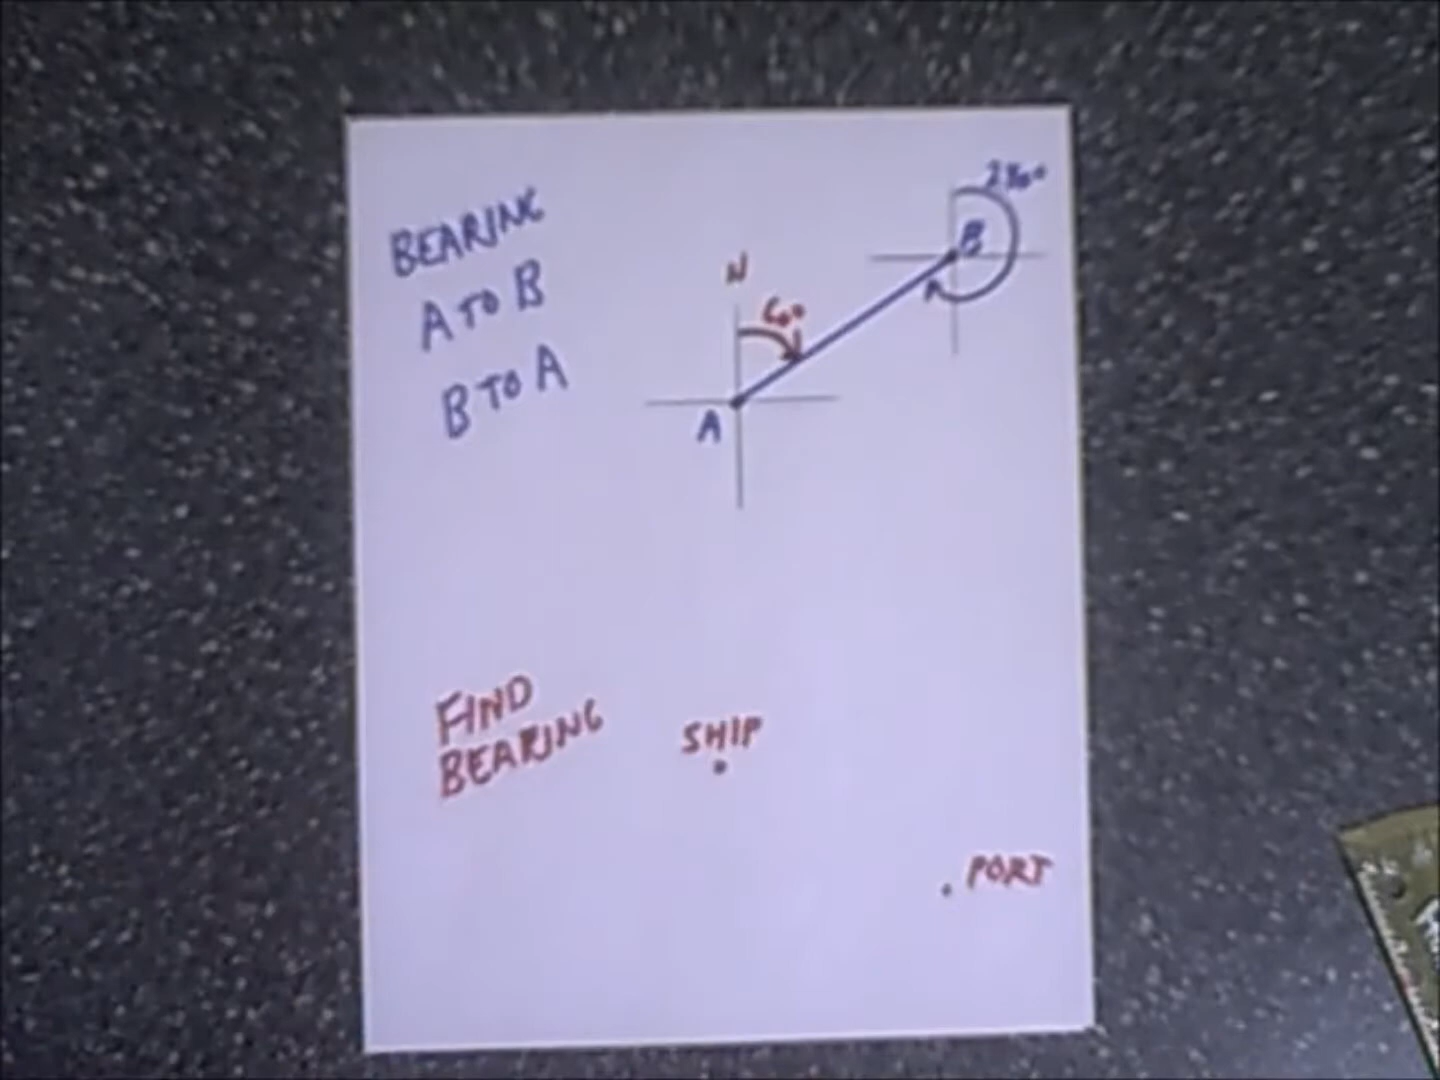 BEARING
A TO B
B TO A
N
60°
A
B
240°
FIND
BEARING
SHIP
PORT